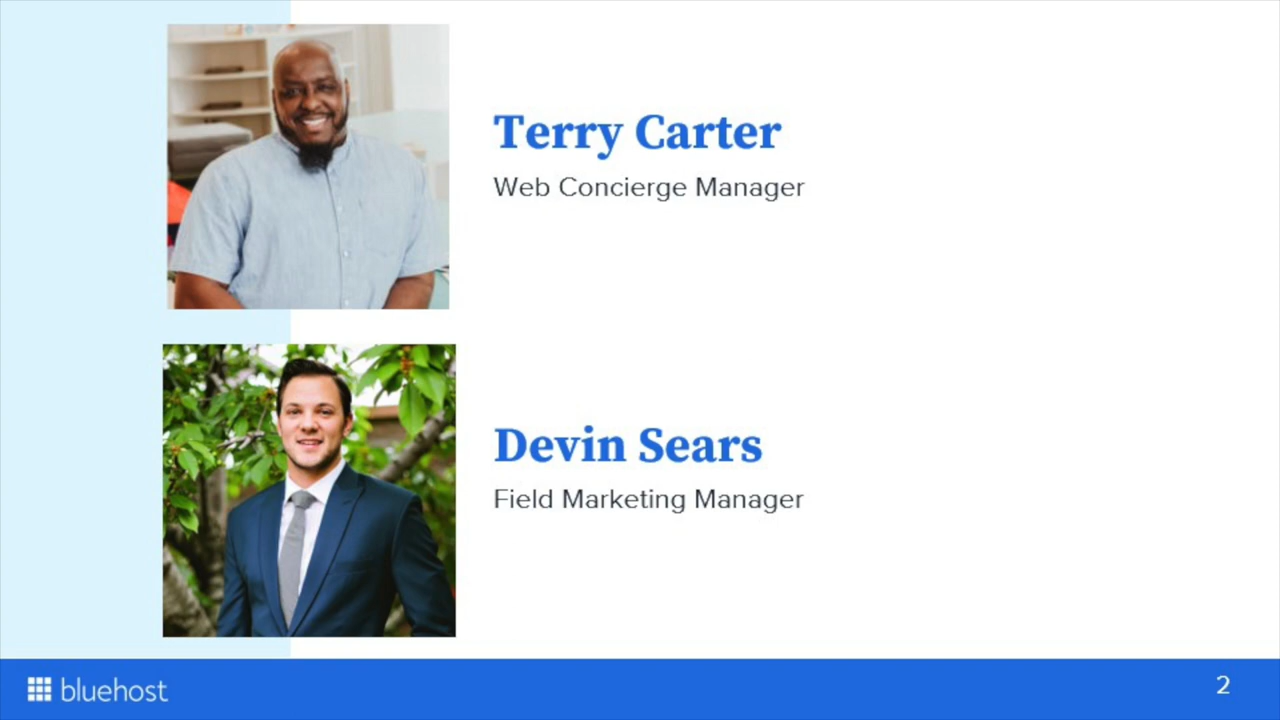 Terry Carter
Web Concierge Manager
Devin Sears
Field Marketing Manager
bluehost
2